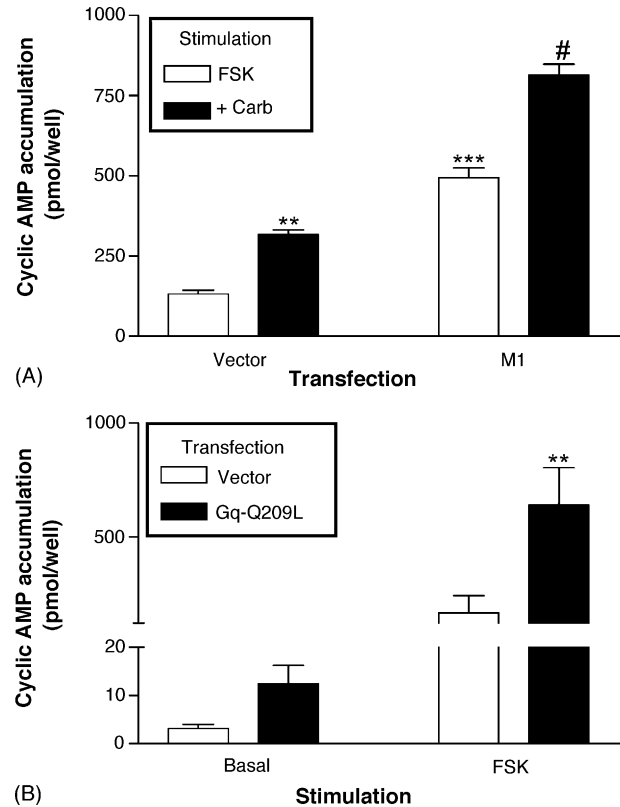 1000
750
500
250
0
Cyclic AMP accumulation
(pmol/well)
Stimulation
FSK
+ Carb
**
***
#
Vector
M1
(A)
Transfection
1000
500
20
10
0
Cyclic AMP accumulation
(pmol/well)
Transfection
Vector
Gq-Q209L
**
Basal
FSK
(B)
Stimulation